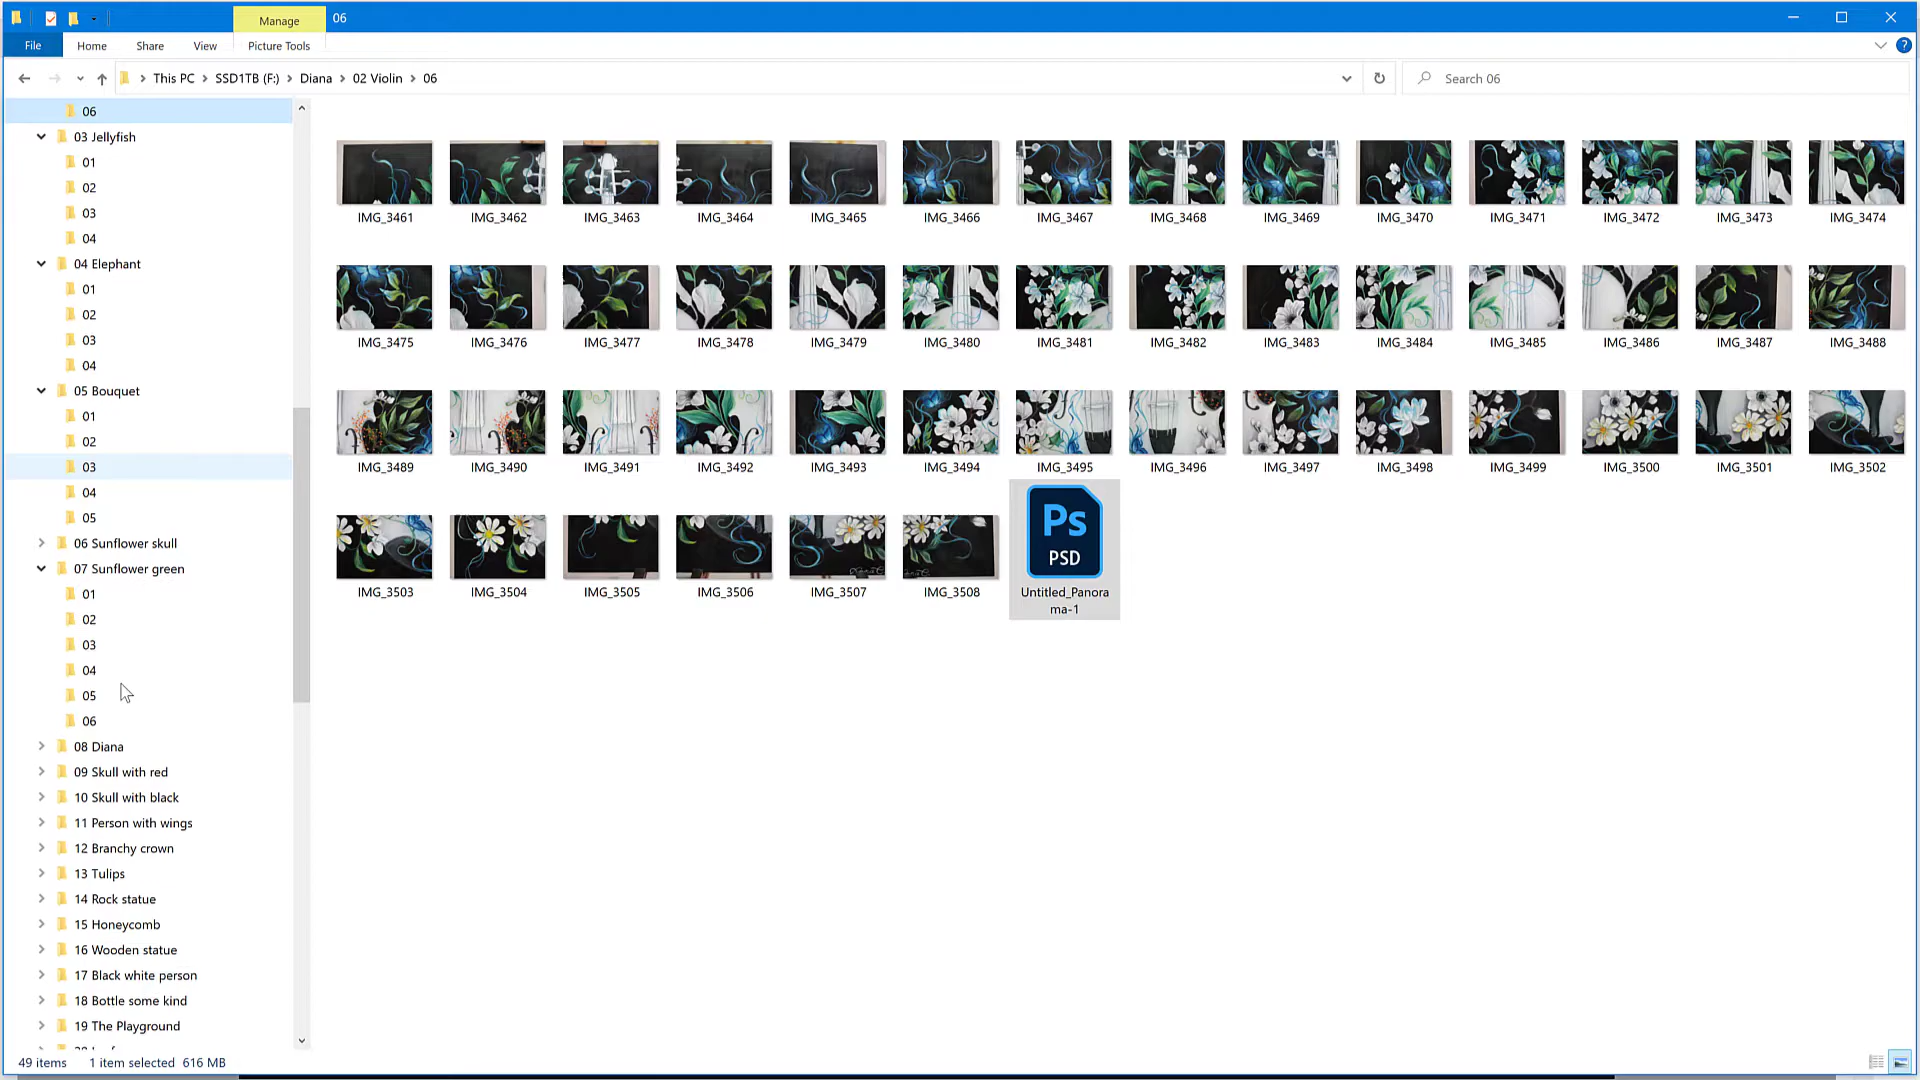 Manage
06
File
Home
Share
View
Picture Tools
This PC
SSD1TB (F:)
Diana
02 Violin
06
Search 06
06
03 Jellyfish
01
02
03
04
04 Elephant
01
02
03
04
05 Bouquet
01
02
03
04
05
06 Sunflower skull
07 Sunflower green
01
02
03
04
05
06
08 Diana
09 Skull with red
10 Skull with black
11 Person with wings
12 Branchy crown
13 Tulips
14 Rock statue
15 Honeycomb
16 Wooden statue
17 Black white person
18 Bottle some kind
19 The Playground
IMG_3461
IMG_3462
IMG_3463
IMG_3464
IMG_3465
IMG_3466
IMG_3467
IMG_3468
IMG_3469
IMG_3470
IMG_3471
IMG_3472
IMG_3473
IMG_3474
IMG_3475
IMG_3476
IMG_3477
IMG_3478
IMG_3479
IMG_3480
IMG_3481
IMG_3482
IMG_3483
IMG_3484
IMG_3485
IMG_3486
IMG_3487
IMG_3488
IMG_3489
IMG_3490
IMG_3491
IMG_3492
IMG_3493
IMG_3494
IMG_3495
IMG_3496
IMG_3497
IMG_3498
IMG_3499
IMG_3500
IMG_3501
IMG_3502
IMG_3503
IMG_3504
IMG_3505
IMG_3506
IMG_3507
IMG_3508
Ps
PSD
Untitled_Panora
ma-1
49 items
1 item selected 616 MB